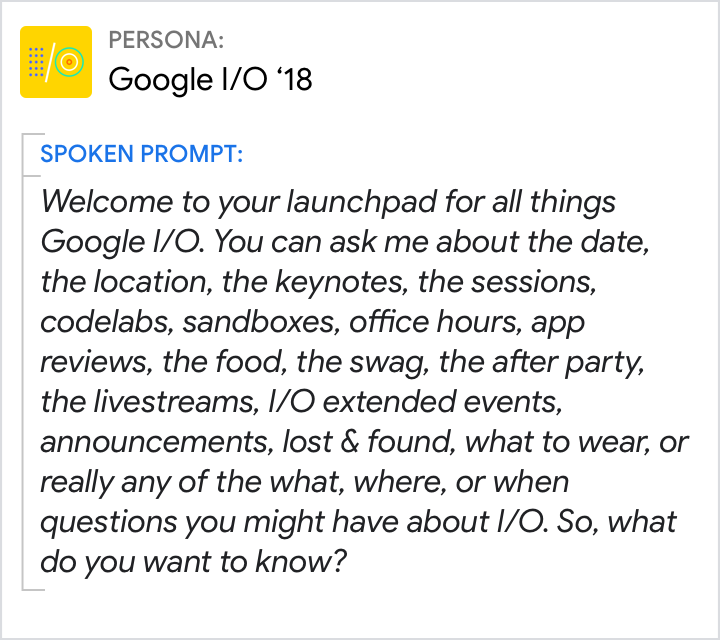 PERSONA:
Google I/O ‘18
SPOKEN PROMPT:
Welcome to your launchpad for all things
Google I/O. You can ask me about the date,
the location, the keynotes, the sessions,
codelabs, sandboxes, office hours, app
reviews, the food, the swag, the after party,
the livestreams, I/O extended events,
announcements, lost & found, what to wear, or
really any of the what, where, or when
questions you might have about I/O. So, what
do you want to know?